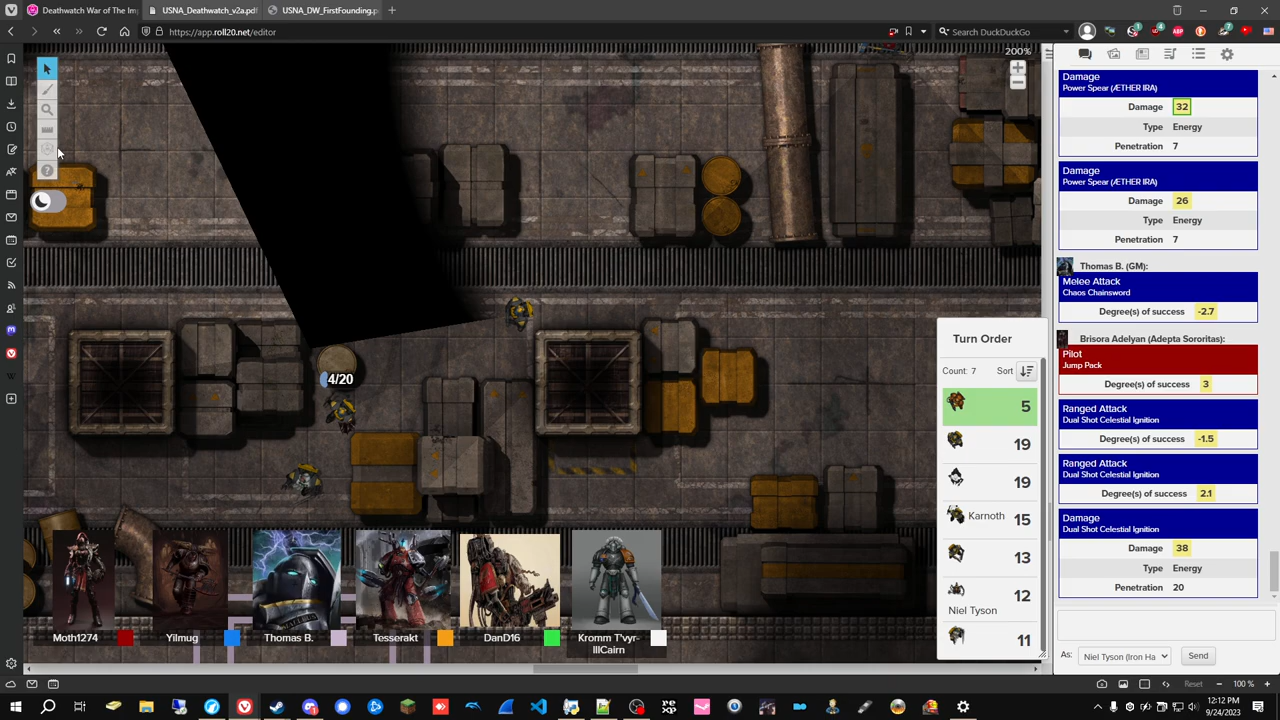 Deathwatch War of The Imp
USNA_Deathwatch_v2a.pdf
USNA_DW_FirstFounding.p
https://app.roll20.net/editor
Search DuckDuckGo
200%
Damage
Power Spear (ÆTHER IRA)
Damage 32
Type Energy
Penetration 7
Damage
Power Spear (ÆTHER IRA)
Damage 26
Type Energy
Penetration 7
Thomas B. (GM):
Melee Attack
Chaos Chainsword
Degree(s) of success -2.7
Brisora Adelyan (Adepta Sororitas):
Pilot
Jump Pack
Degree(s) of success 3
Ranged Attack
Dual Shot Celestial Ignition
Degree(s) of success -1.5
Ranged Attack
Dual Shot Celestial Ignition
Degree(s) of success 2.1
Damage
Dual Shot Celestial Ignition
Damage 38
Type Energy
Penetration 20
As: Niel Tyson (Iron Ha
Send
4/20
Turn Order
Count: 7 Sort
5
19
19
Karnoth 15
13
12
Niel Tyson
11
Moth1274
Yilmug
Thomas B.
Tesserakt
DanD16
Kromm T'vyr-
IllCairn
Reset 100 %
12:12 PM
9/24/2023